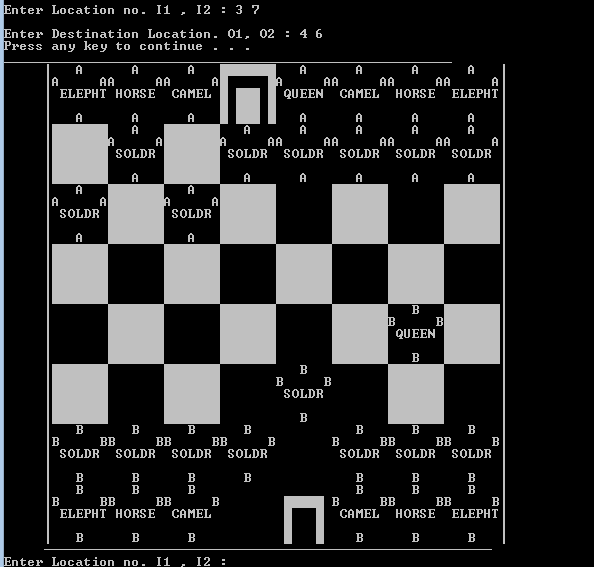 Enter Location no. I1 , I2 : 3 7
Enter Destination Location. O1, O2 : 4 6
Press any key to continue . . .
A A A A A A A
A AA AA A A AA AA AA A
ELEPHT HORSE CAMEL QUEEN CAMEL HORSE ELEPHT
A A A A A A A
A A A A A A
A A A AA AA AA AA A
SOLDR SOLDR SOLDR SOLDR SOLDR SOLDR
A A A A A A
A A
A A A A
SOLDR SOLDR
A A
B
B B
QUEEN
B
B
B B
SOLDR
B
B B B B B B B
B BB BB BB B B BB BB B
SOLDR SOLDR SOLDR SOLDR SOLDR SOLDR SOLDR
B B B B B B B
B B B B B B
B BB BB B B BB BB B
ELEPHT HORSE CAMEL CAMEL HORSE ELEPHT
B B B B B B
Enter Location no. I1 , I2 :